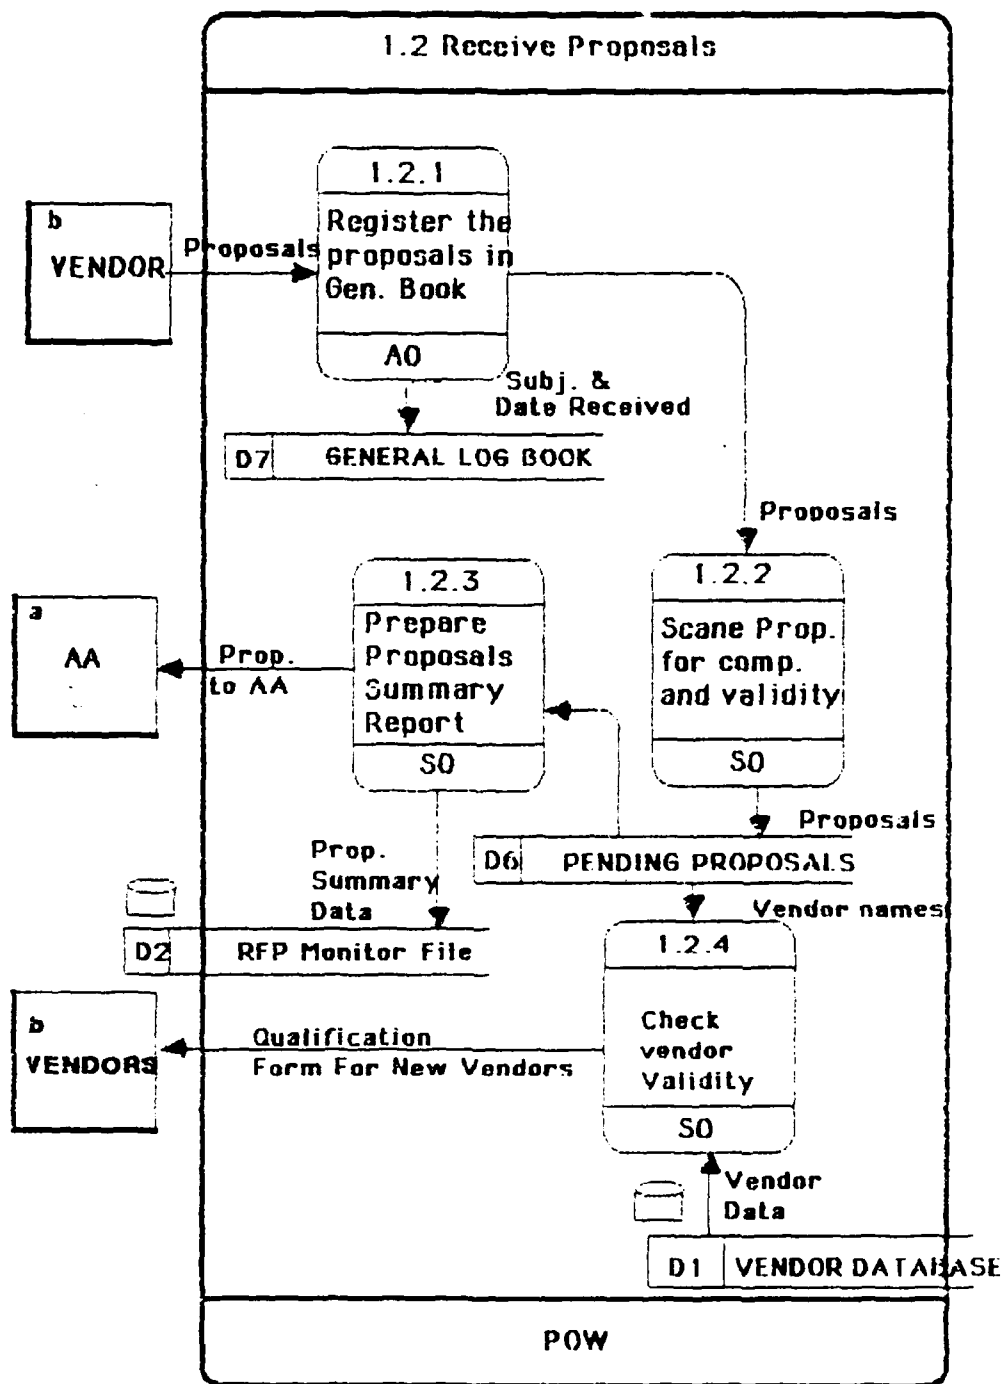 1.2 Receive Proposals
1.2.1
Register the
proposals in
Gen. Book
AO
b
VENDOR
Proposals
Subj. &
Date Received
D7 GENERAL LOG BOOK
Proposals
1.2.2
Scane Prop.
for comp.
and validity
SO
1.2.3
Prepare
Proposals
Summary
Report
SO
a
AA
Prop.
to AA
Proposals
D6 PENDING PROPOSALS
Prop.
Summary
Data
Vendor names
D2 RFP Monitor File
1.2.4
Check
vendor
Validity
SO
b
VENDORS
Qualification
Form For New Vendors
Vendor
Data
D1 VENDOR DATABASE
POW